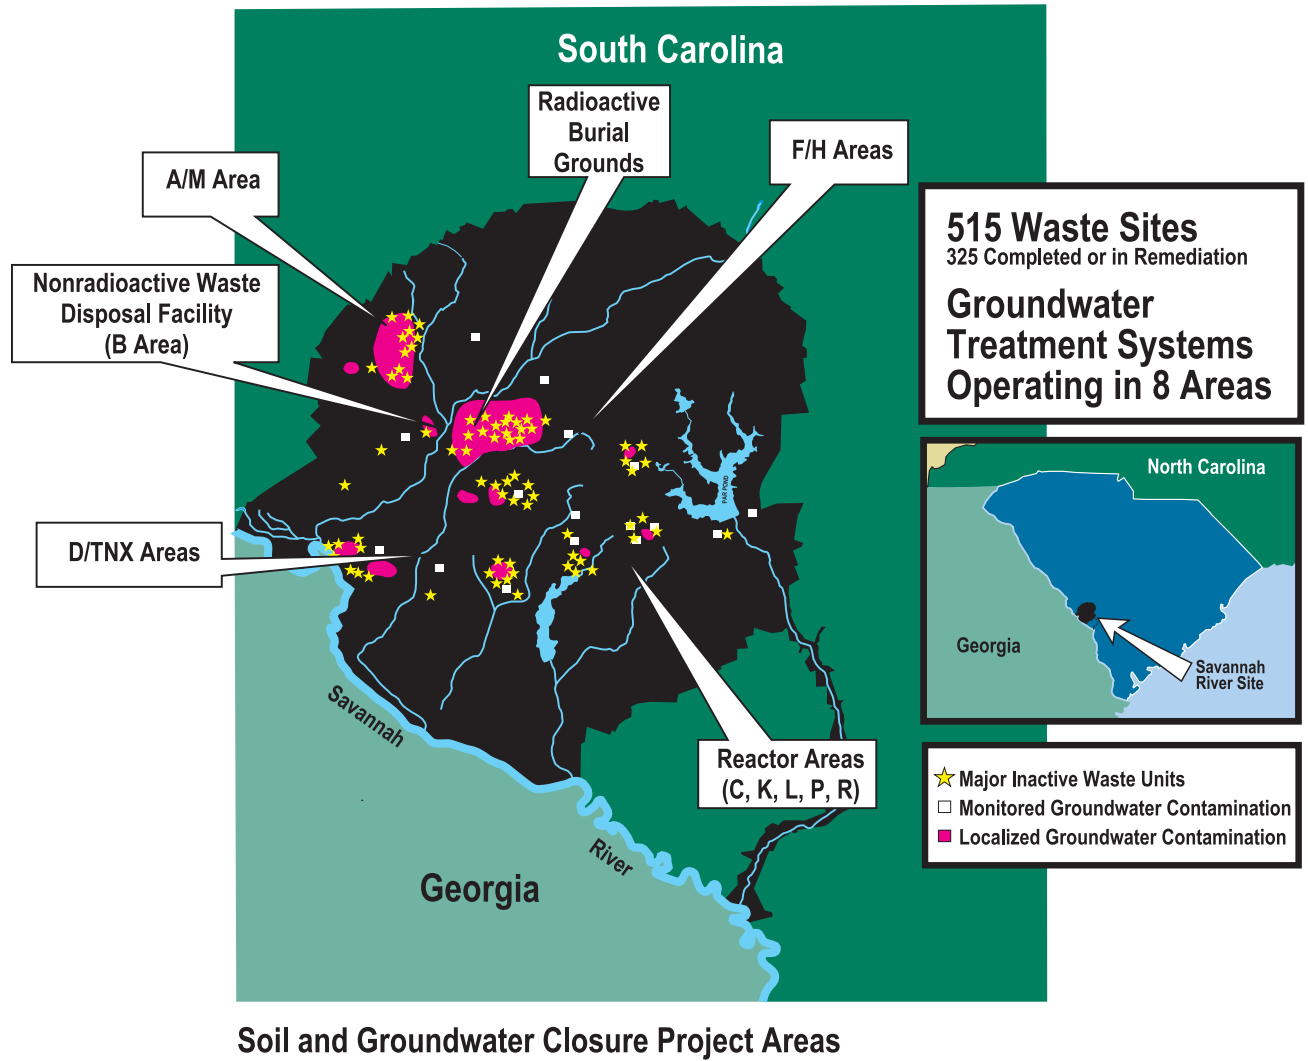 South Carolina
Radioactive
Burial
Grounds
F/H Areas
A/M Area
Nonradioactive Waste
Disposal Facility
(B Area)
D/TNX Areas
PAR POND
Reactor Areas
(C, K, L, P, R)
Savannah
River
Georgia
515 Waste Sites
325 Completed or in Remediation
Groundwater
Treatment Systems
Operating in 8 Areas
North Carolina
Georgia
Savannah
River Site
Major Inactive Waste Units
Monitored Groundwater Contamination
Localized Groundwater Contamination
Soil and Groundwater Closure Project Areas